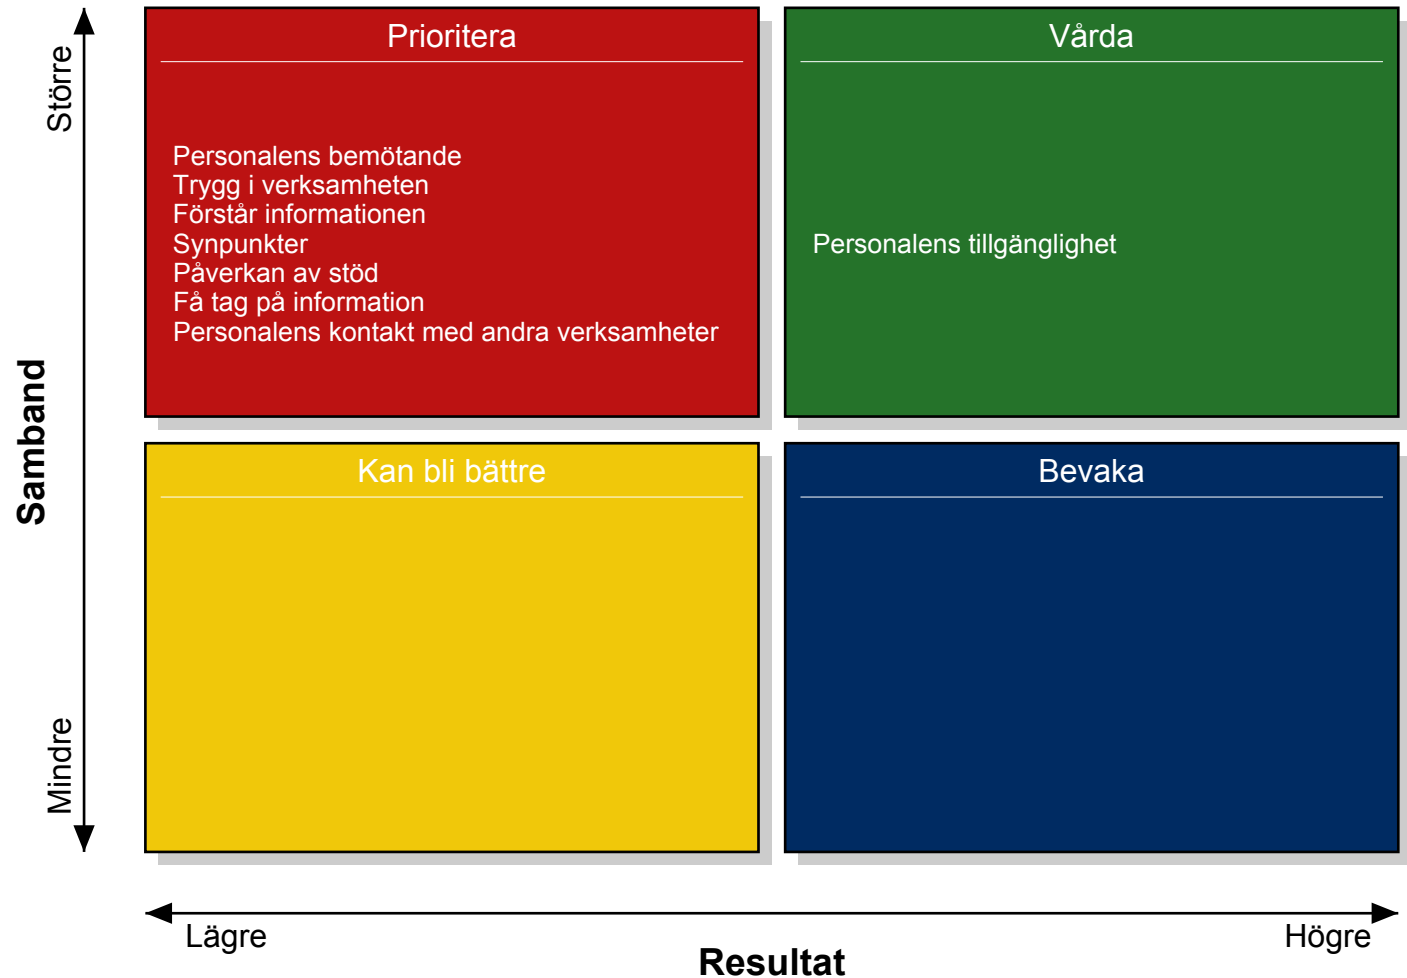 Större
Prioritera
Personalens bemötande
Trygg i verksamheten
Förstår informationen
Synpunkter
Påverkan av stöd
Få tag på information
Personalens kontakt med andra verksamheter
Vårda
Personalens tillgänglighet
Samband
Kan bli bättre
Bevaka
Mindre
Lägre
Högre
Resultat